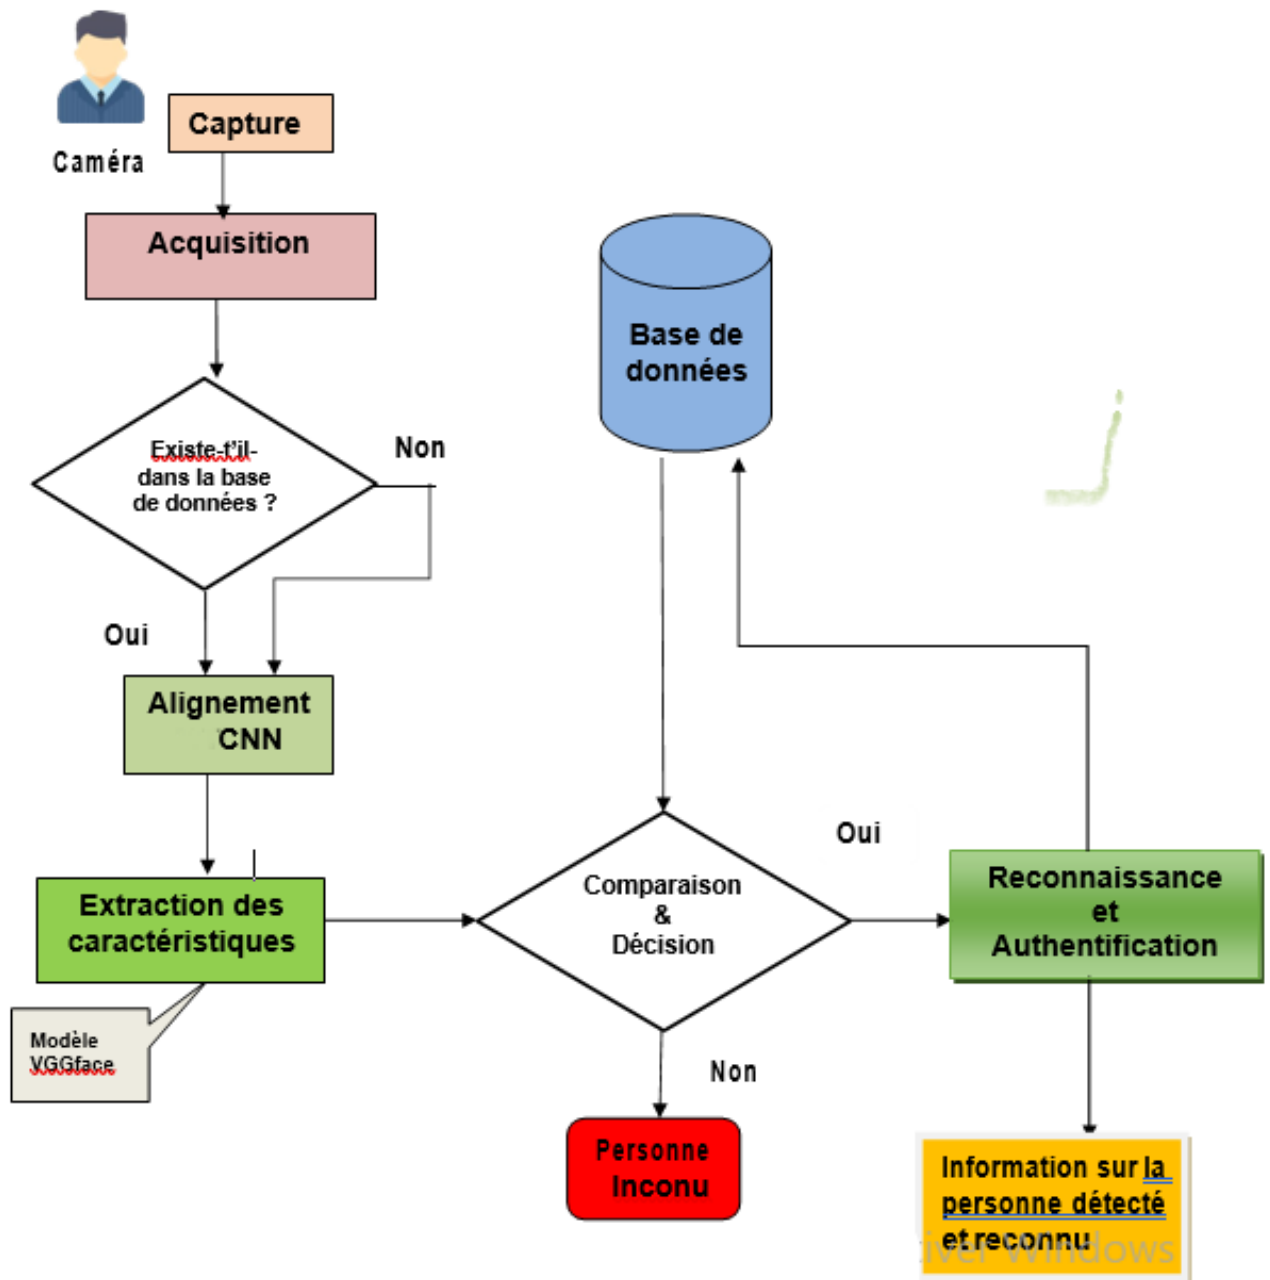 Capture
Caméra
Acquisition
Existe-t'il-
dans la base
de données ?
Non
Oui
Alignement
CNN
Extraction des
caractéristiques
Modèle
VGGface
Base de
données
Comparaison
&
Décision
Oui
Non
Personne
Inconu
Reconnaissance
et
Authentification
Information sur la
personne détecté
et reconnu
iver Windows